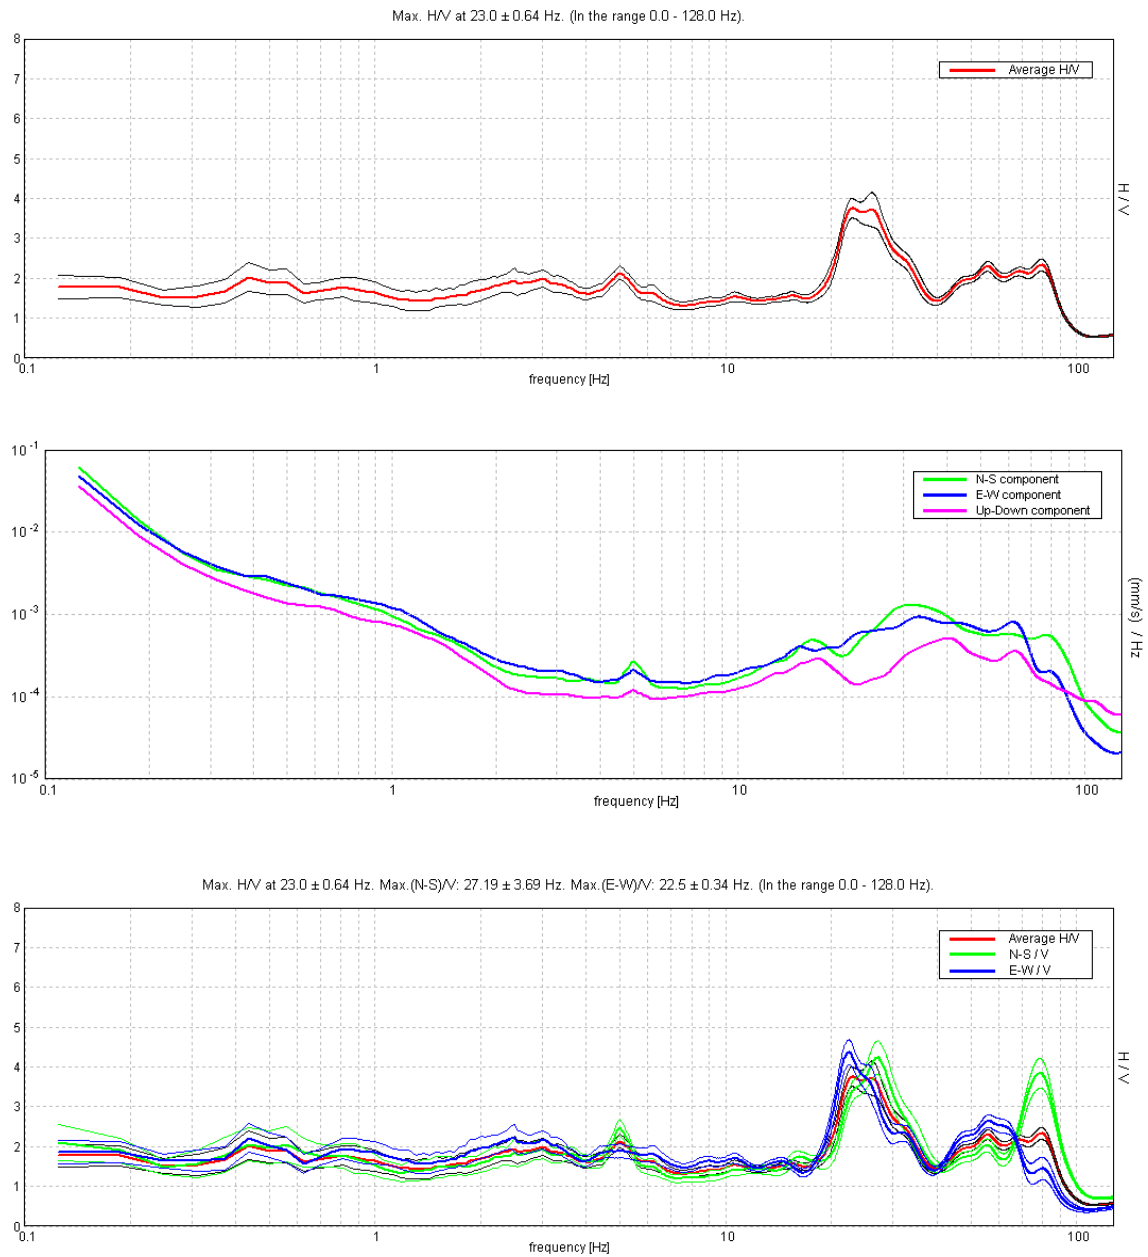 Max. H/V at 23.0 ± 0.64 Hz. (In the range 0.0 - 128.0 Hz).
8
Average H/V
7
6
5
4
H / V
3
2
1
0
0.1 1 10 100
frequency [Hz]
10⁻¹
N-S component
E-W component
Up-Down component
10⁻²
10⁻³
(mm/s) / Hz
10⁻⁴
10⁻⁵
0.1 1 10 100
frequency [Hz]
Max. H/V at 23.0 ± 0.64 Hz. Max.(N-S)/V: 27.19 ± 3.69 Hz. Max.(E-W)/V: 22.5 ± 0.34 Hz. (In the range 0.0 - 128.0 Hz).
8
Average H/V
N-S / V
E-W / V
7
6
5
4
H / V
3
2
1
0
0.1 1 10 100
frequency [Hz]